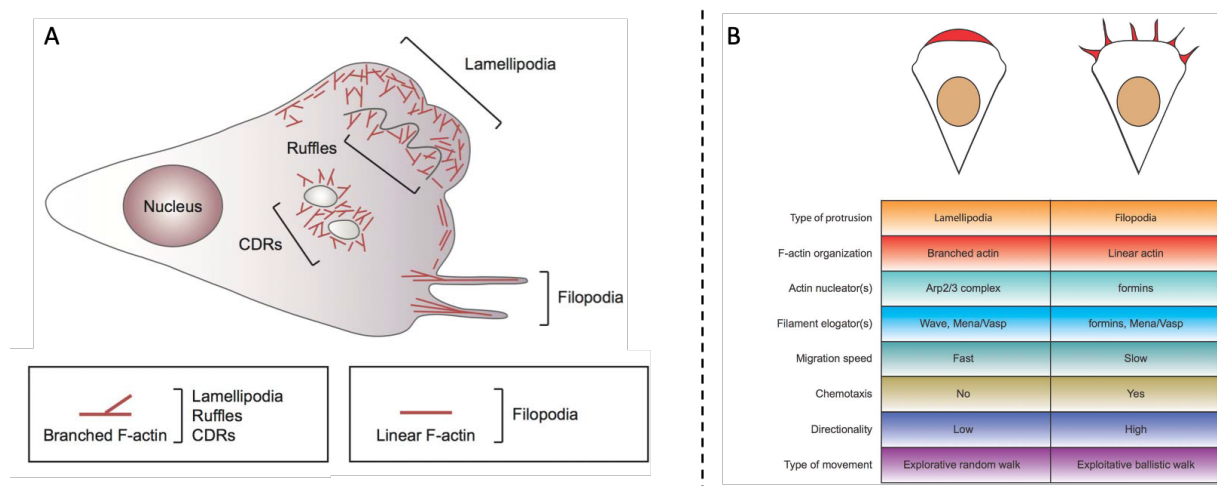 A
Lamellipodia
Ruffles
Nucleus
CDRs
Filopodia
Lamellipodia
Ruffles
Branched F-actin CDRs
Filopodia
Linear F-actin
B
Type of protrusion Lamellipodia Filopodia
F-actin organization Branched actin Linear actin
Actin nucleator(s) Arp2/3 complex formins
Filament elogator(s) Wave, Mena/Vasp formins, Mena/Vasp
Migration speed Fast Slow
Chemotaxis No Yes
Directionality Low High
Type of movement Explorative random walk Exploitative ballistic walk